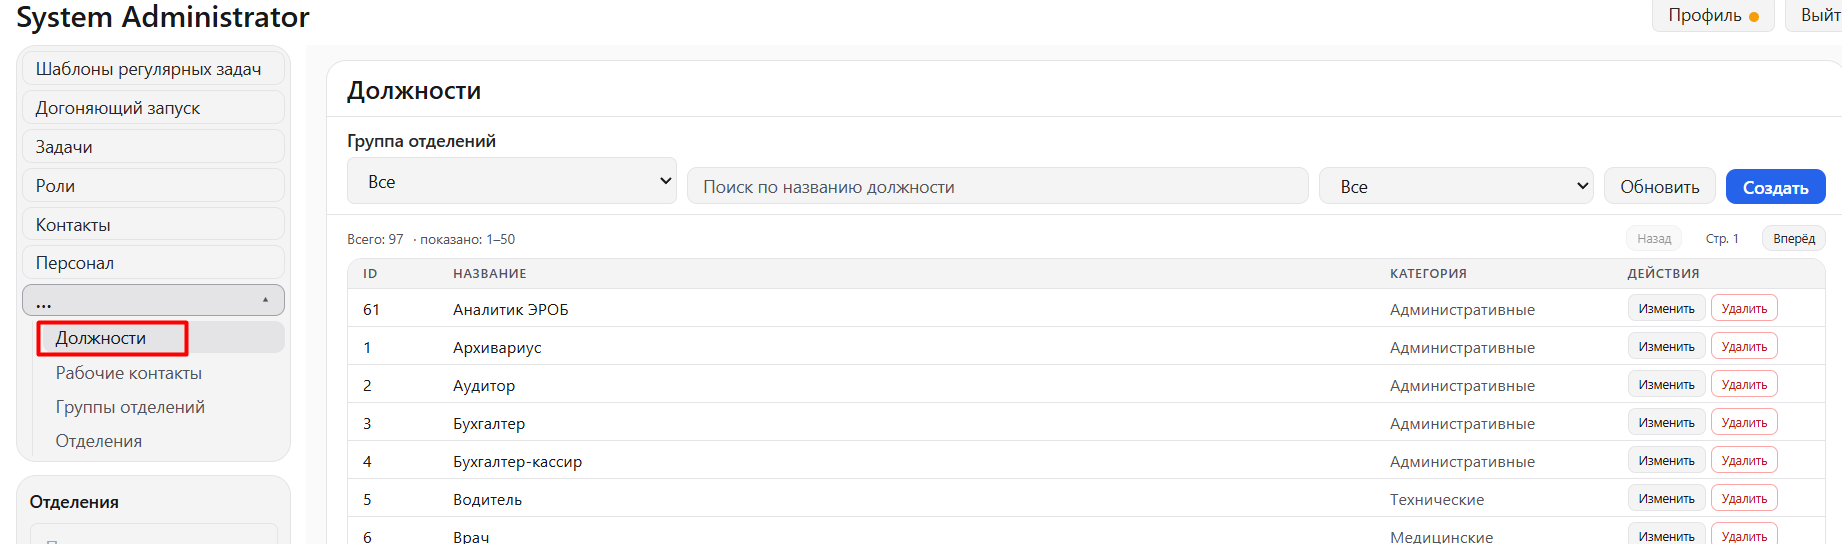 System Administrator
Профиль
Выйт
Шаблоны регулярных задач
Догоняющий запуск
Задачи
Роли
Контакты
Персонал
...
Должности
Рабочие контакты
Группы отделений
Отделения
Отделения
Должности
Группа отделений
Все
Поиск по названию должности
Все
Обновить
Создать
Всего: 97 · показано: 1–50
Назад
Стр. 1
Вперёд
ID НАЗВАНИЕ КАТЕГОРИЯ ДЕЙСТВИЯ
61 Аналитик ЭРОБ Административные Изменить Удалить
1 Архивариус Административные Изменить Удалить
2 Аудитор Административные Изменить Удалить
3 Бухгалтер Административные Изменить Удалить
4 Бухгалтер-кассир Административные Изменить Удалить
5 Водитель Технические Изменить Удалить
6 Врач Медицинские Изменить Удалить